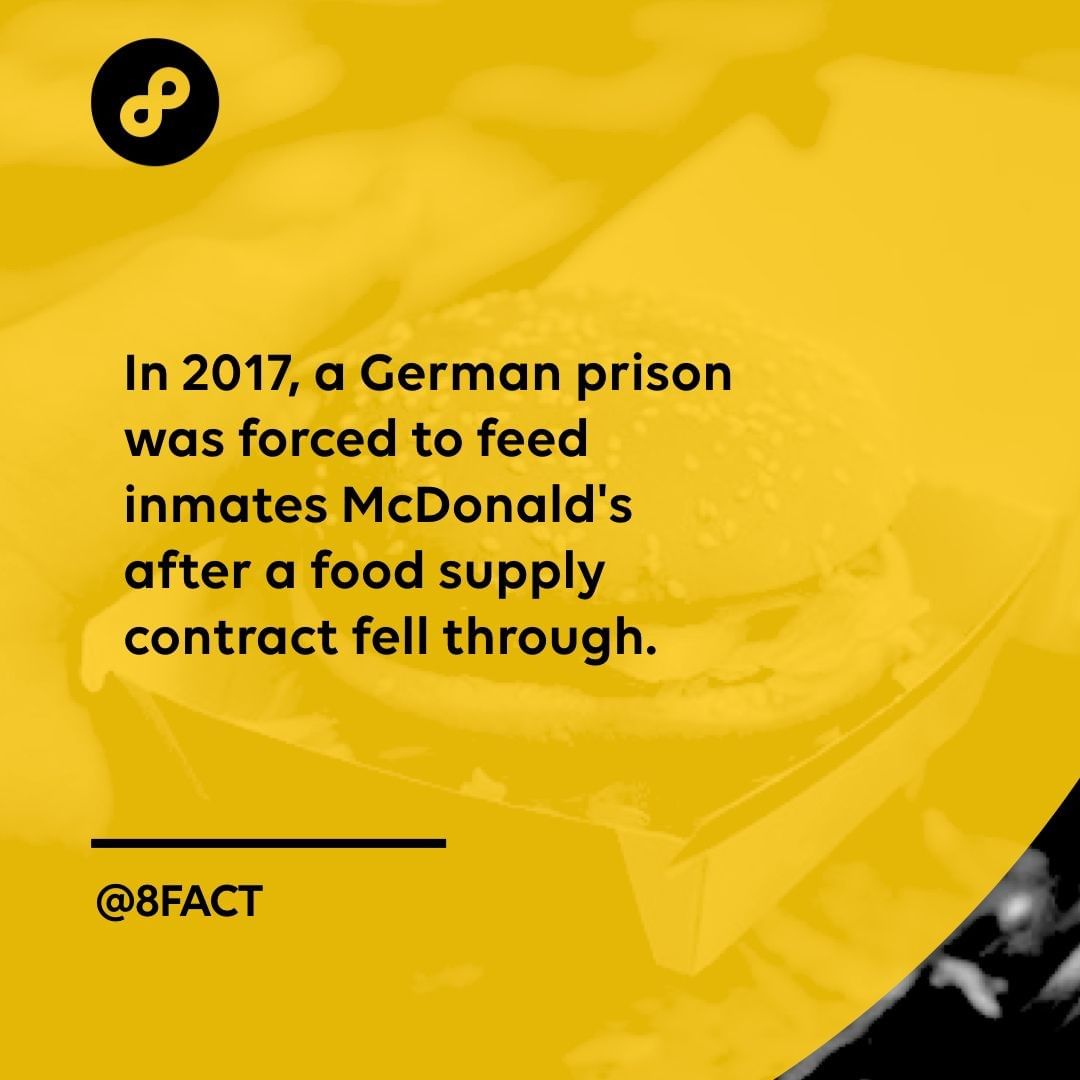 In 2017, a German prison
was forced to feed
inmates McDonald's
after a food supply
contract fell through.
@8FACT